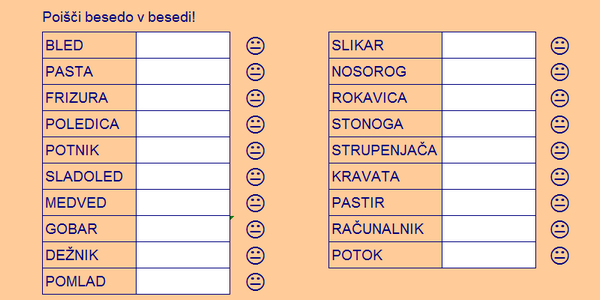 Poišči besedo v besedi!
BLED
PASTA
FRIZURA
POLEDICA
POTNIK
SLADOLED
MEDVED
GOBAR
DEŽNIK
POMLAD
SLIKAR
NOSOROG
ROKAVICA
STONOGA
STRUPENJAČA
KRAVATA
PASTIR
RAČUNALNIK
POTOK